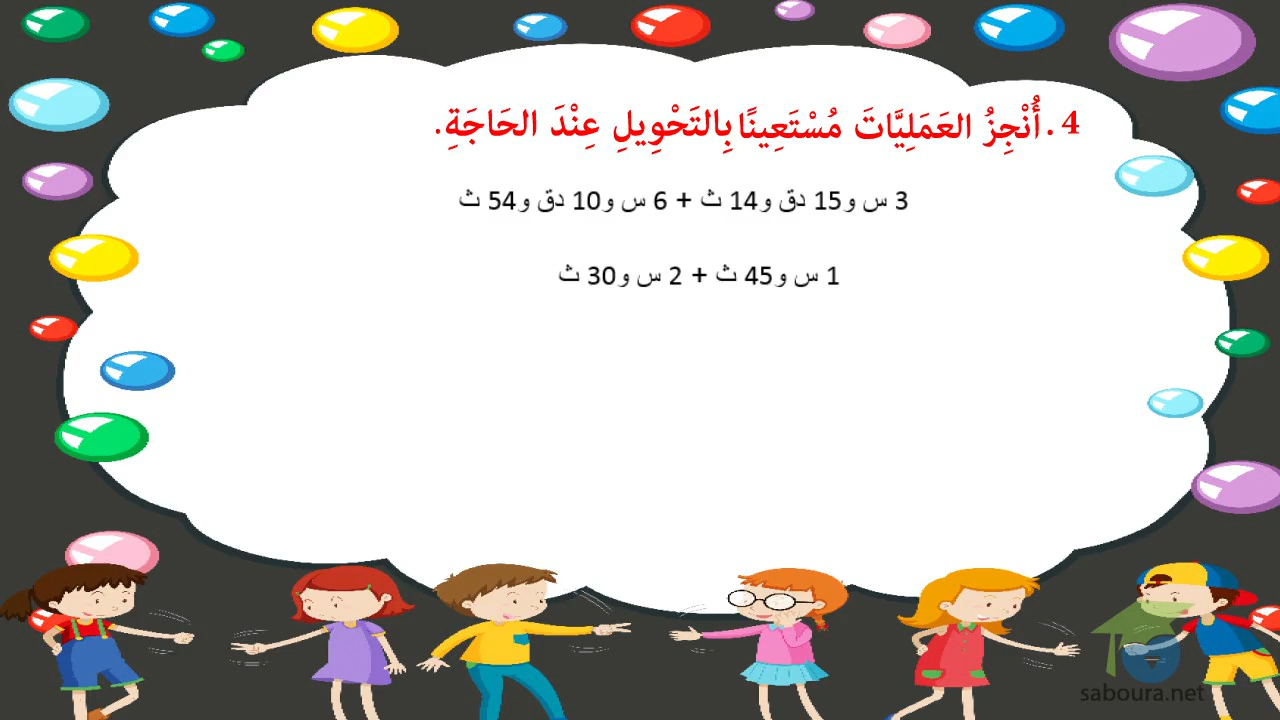 4. أُنْجِزُ العَمَلِيَّاتَ مُسْتَعِينًا بِالتَحْوِيلِ عِنْدَ الحَاجَةِ.
3 س و15 دق و14 ث + 6 س و10 دق و54 ث
1 س و45 ث + 2 س و30 ث
saboura.net